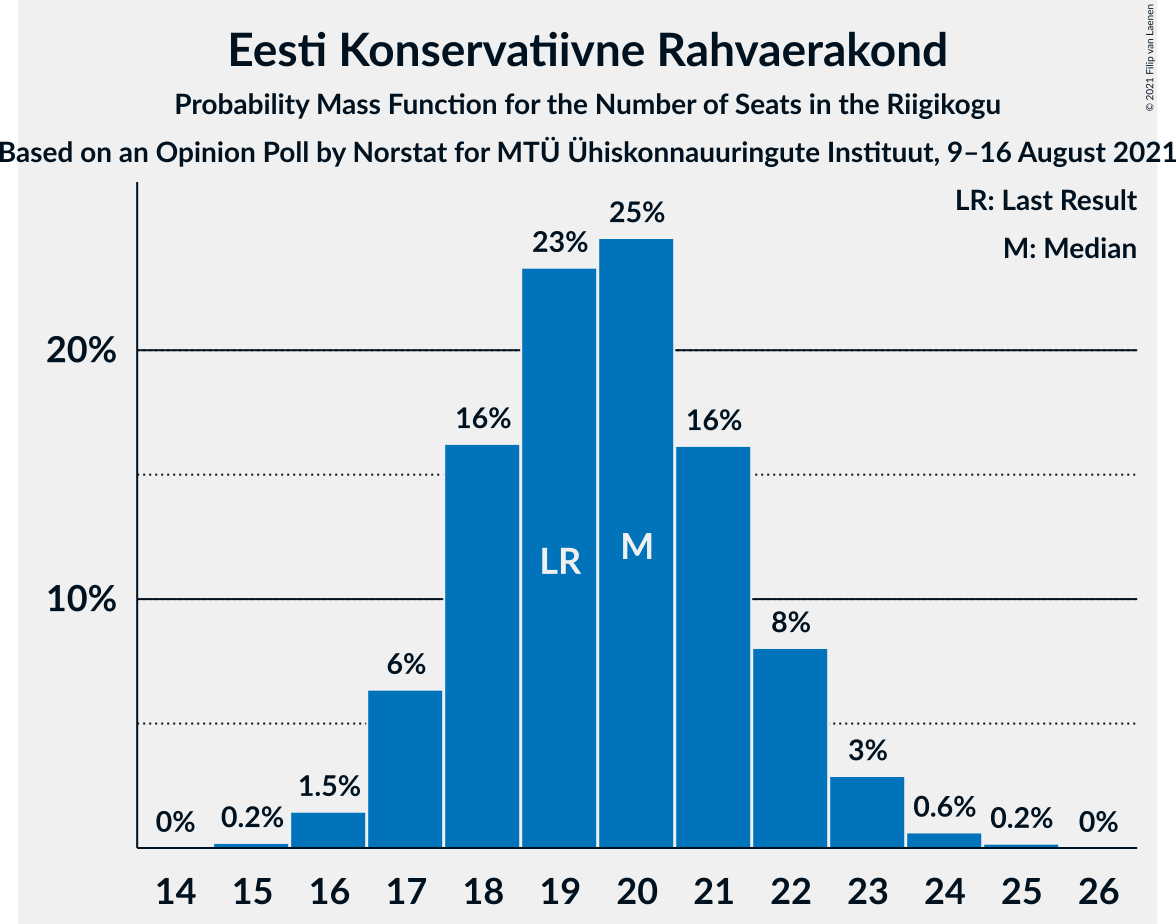 Eesti Konservatiivne Rahvaerakond
Probability Mass Function for the Number of Seats in the Riigikogu
Based on an Opinion Poll by Norstat for MTÜ Ühiskonnauuringute Instituut, 9–16 August 2021
© 2021 Filip van Laenen
LR: Last Result
M: Median
20%
10%
0%
0.2%
1.5%
6%
16%
23%
25%
16%
8%
3%
0.6%
0.2%
0%
LR
M
14 15 16 17 18 19 20 21 22 23 24 25 26